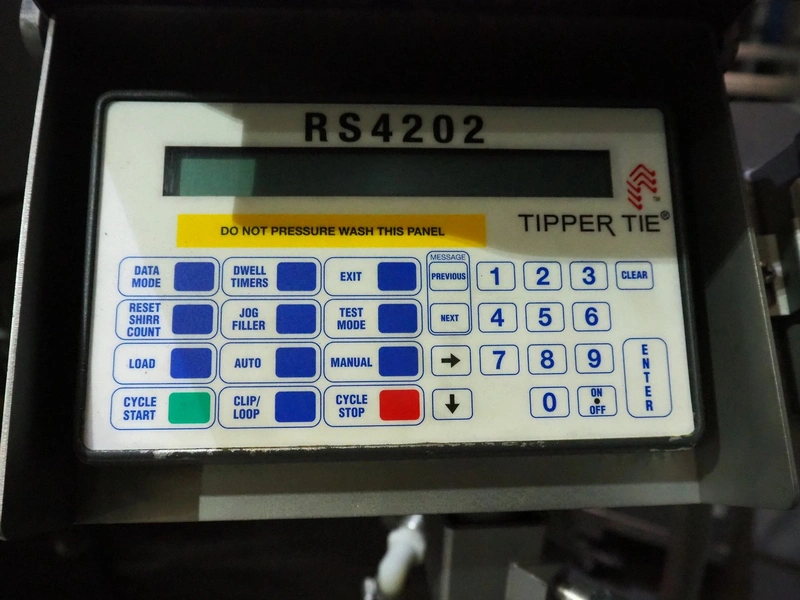 RS4202
TM
TIPPER TIE®
DO NOT PRESSURE WASH THIS PANEL
DATA
MODE
DWELL
TIMERS
EXIT
MESSAGE
PREVIOUS
1
2
3
CLEAR
RESET
SHIRR
COUNT
JOG
FILLER
TEST
MODE
NEXT
4
5
6
LOAD
AUTO
MANUAL
→
7
8
9
ENTER
CYCLE
START
CLIP/
LOOP
CYCLE
STOP
↓
0
ON
●
OFF